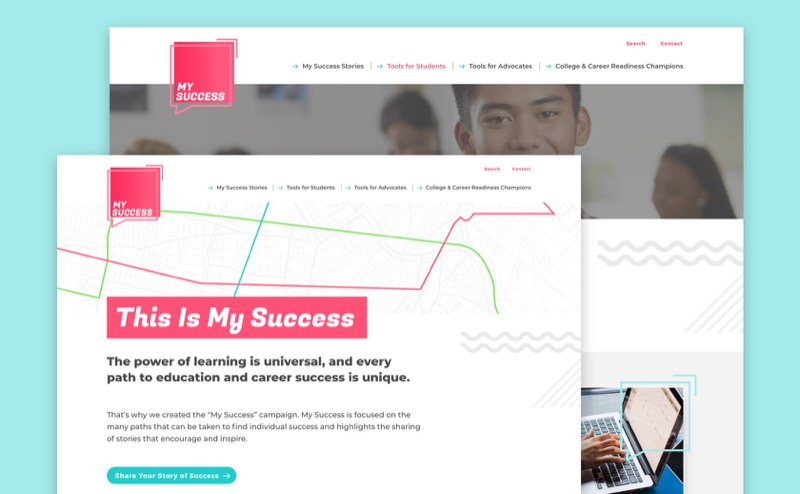 Search Contact
MY
SUCCESS
My Success Stories Tools for Students Tools for Advocates College & Career Readiness Champions
Search Contact
MY
SUCCESS
My Success Stories Tools for Students Tools for Advocates College & Career Readiness Champions
This Is My Success
The power of learning is universal, and every
path to education and career success is unique.
That's why we created the “My Success” campaign. My Success is focused on the
many paths that can be taken to find individual success and highlights the sharing
of stories that encourage and inspire.
Share Your Story of Success